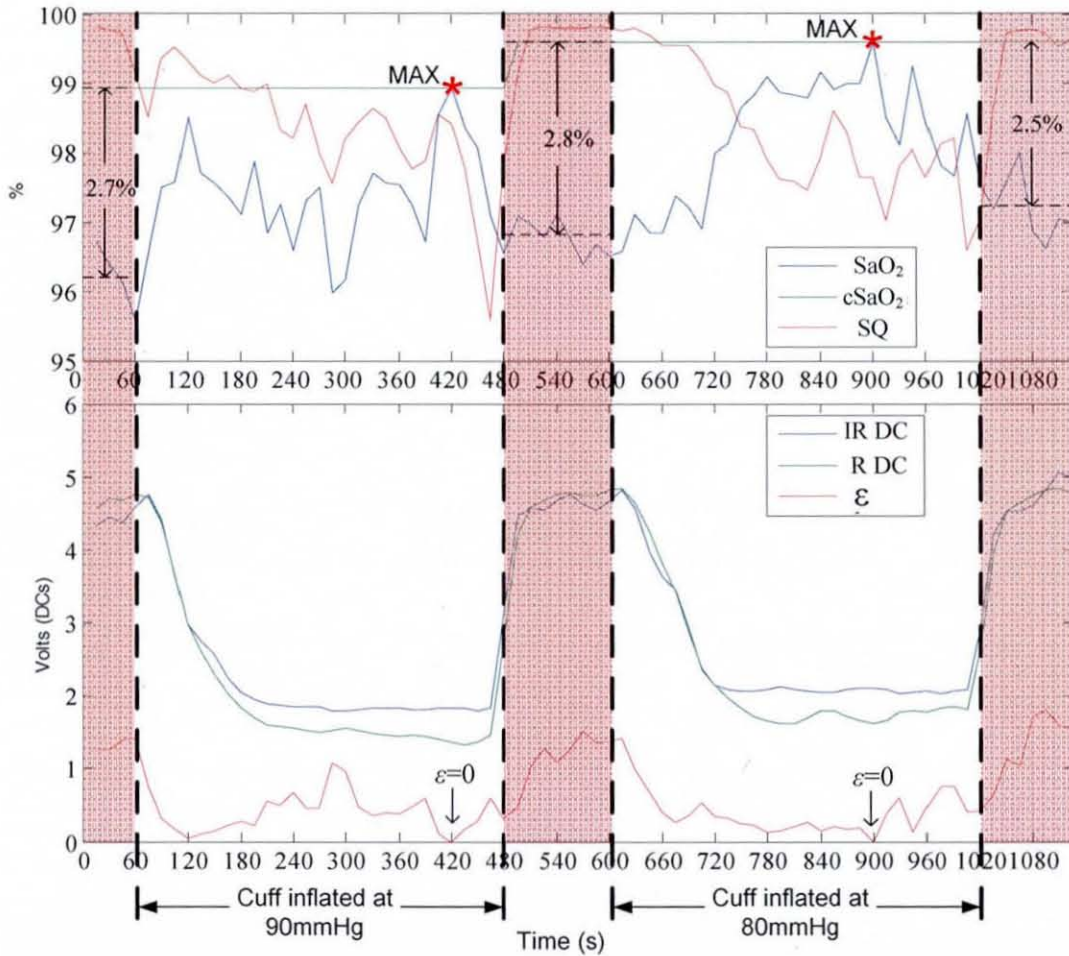 100
99
98
97
96
95
%
MAX
MAX
2.7%
2.8%
2.5%
SaO₂
cSaO₂
SQ
0 60 120 180 240 300 360 420 480 540 600 660 720 780 840 900 960 1020 1080
6
5
4
3
2
1
0
Volts (DCs)
IR DC
R DC
ε
ε=0
ε=0
0 60 120 180 240 300 360 420 480 540 600 660 720 780 840 900 960 1020 1080
Cuff inflated at
90mmHg
Cuff inflated at
80mmHg
Time (s)